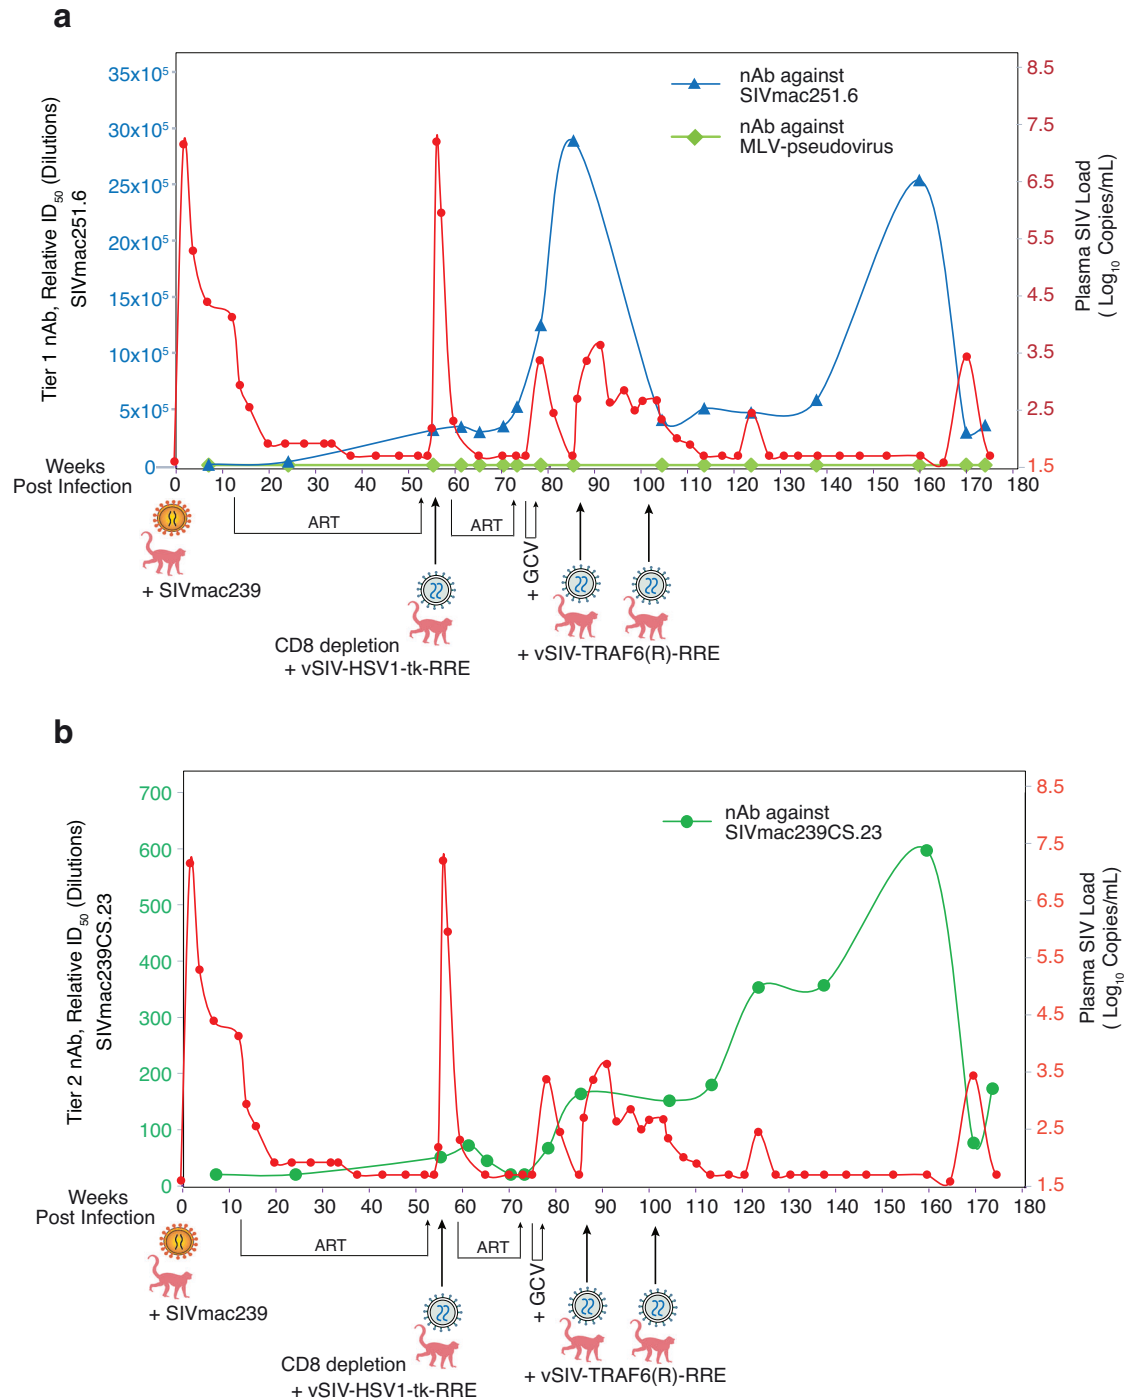 a
35x10⁵
30x10⁵
25x10⁵
20x10⁵
15x10⁵
10x10⁵
5x10⁵
0
Tier 1 nAb, Relative ID₅₀ (Dilutions)
SIVmac251.6
nAb against
SIVmac251.6
nAb against
MLV-pseudovirus
8.5
7.5
6.5
5.5
4.5
3.5
2.5
1.5
Plasma SIV Load
( Log₁₀ Copies/mL)
Weeks
Post Infection
0 10 20 30 40 50 60 70 80 90 100 110 120 130 140 150 160 170 180
ART
ART
+ GCV
+ SIVmac239
CD8 depletion
+ vSIV-HSV1-tk-RRE
+ vSIV-TRAF6(R)-RRE
b
700
600
500
400
300
200
100
0
Tier 2 nAb, Relative ID₅₀ (Dilutions)
SIVmac239CS.23
nAb against
SIVmac239CS.23
8.5
7.5
6.5
5.5
4.5
3.5
2.5
1.5
Plasma SIV Load
( Log₁₀ Copies/mL)
Weeks
Post Infection
0 10 20 30 40 50 60 70 80 90 100 110 120 130 140 150 160 170 180
ART
ART
+ GCV
+ SIVmac239
CD8 depletion
+ vSIV-HSV1-tk-RRE
+ vSIV-TRAF6(R)-RRE